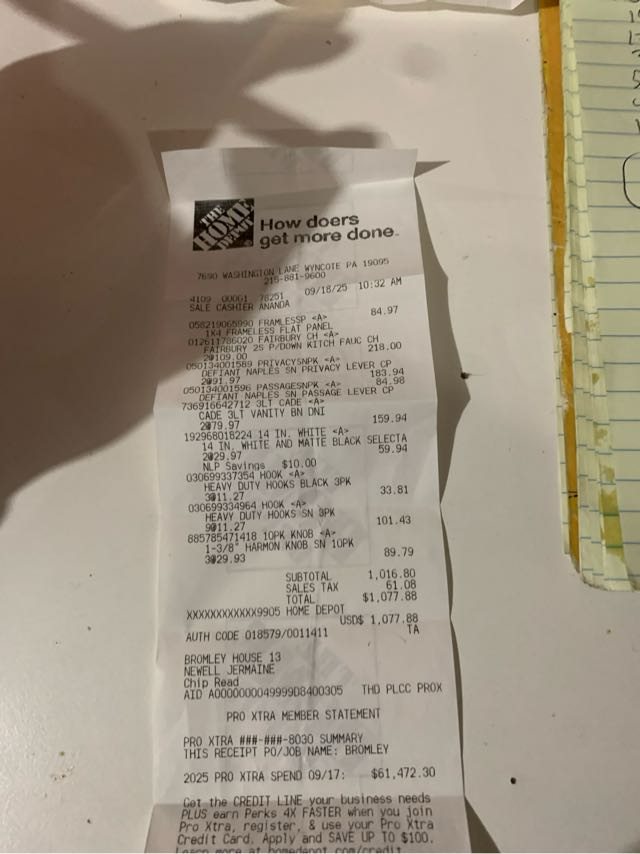 THE HOME DEPOT
How doers
get more done.
7690 WASHINGTON LANE WYNCOTE PA 19095
215-881-9600
4109 00061 78251 09/18/25 10:32 AM
SALE CASHIER ANANDA
058219065990 FRAMLESSP <A> 84.97
1X4 FRAMELESS FLAT PANEL
012611786020 FAIRBURY CH <A>
FAIRBURY 2S P/DOWN KITCH FAUC CH
2@109.00 218.00
050134001589 PRIVACYSNPK <A>
DEFIANT NAPLES SN PRIVACY LEVER CP
2@91.97 183.94
050134001596 PASSAGESNPK <A> 84.98
DEFIANT NAPLES SN PASSAGE LEVER CP
736916642712 3LT CADE <A>
CADE 3LT VANITY BN DNI
2@79.97 159.94
192968018224 14 IN. WHITE <A>
14 IN. WHITE AND MATTE BLACK SELECTA
2@29.97 59.94
NLP Savings $10.00
030699337354 HOOK <A>
HEAVY DUTY HOOKS BLACK 3PK
3@11.27 33.81
030699334964 HOOK <A>
HEAVY DUTY HOOKS SN 3PK
9@11.27 101.43
885785471418 10PK KNOB <A>
1-3/8" HARMON KNOB SN 10PK
3@29.93 89.79
SUBTOTAL 1,016.80
SALES TAX 61.08
TOTAL $1,077.88
XXXXXXXXXXXX9905 HOME DEPOT
USD$ 1,077.88
AUTH CODE 018579/0011411 TA
BROMLEY HOUSE 13
NEWELL JERMAINE
Chip Read
AID A0000000049999D8400305 THD PLCC PROX
PRO XTRA MEMBER STATEMENT
PRO XTRA ###-###-8030 SUMMARY
THIS RECEIPT PO/JOB NAME: BROMLEY
2025 PRO XTRA SPEND 09/17: $61,472.30
Get the CREDIT LINE your business needs
PLUS earn Perks 4X FASTER when you join
Pro Xtra, register, & use your Pro Xtra
Credit Card. Apply and SAVE UP TO $100.
Learn more at homedepot.com/credit